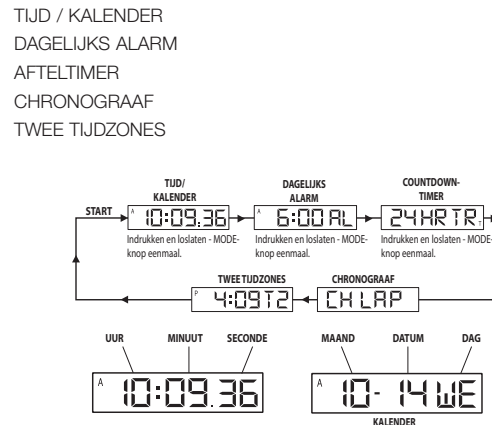 TIJD / KALENDER
DAGELIJKS ALARM
AFTELTIMER
CHRONOGRAAF
TWEE TIJDZONES
TIJD/
KALENDER
DAGELIJKS
ALARM
COUNTDOWN-
TIMER
START
A 10:09.36
A 6:00 AL
24HR TR T
Indrukken en loslaten - MODE-
knop eenmaal.
Indrukken en loslaten - MODE-
knop eenmaal.
Indrukken en loslaten - MODE-
knop eenmaal.
TWEE TIJDZONES
CHRONOGRAAF
P 4:09T2
CH LAP
UUR MINUUT SECONDE
MAAND DATUM DAG
A 10:09.36
A 10- 14 WE
KALENDER